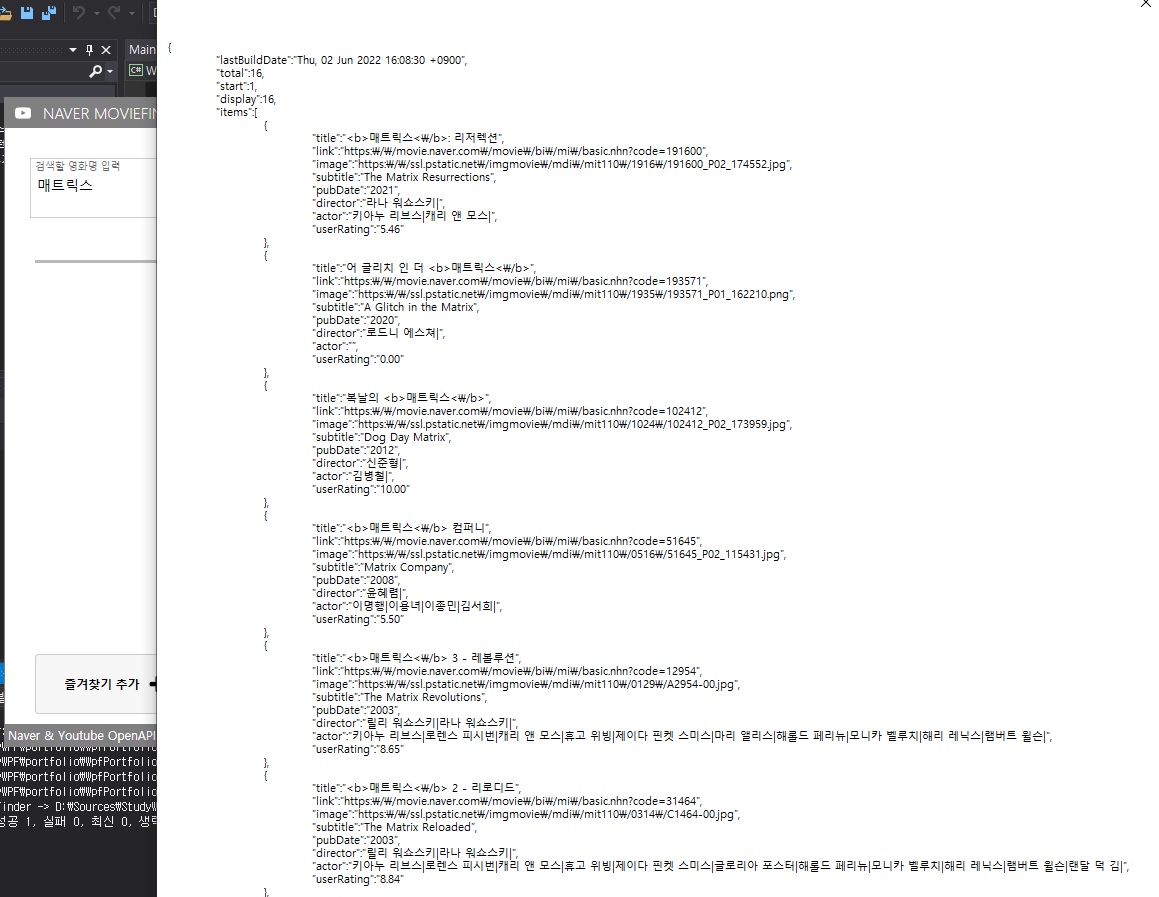 Main
C#
W
NAVER MOVIEFIN
검색할 영화명 입력
매트릭스
즐겨찾기 추가
Naver & Youtube OpenAPI
WPF₩portfolio₩WpfPortfolio
₩PF₩portfolio₩WpfPortfolio
₩PF₩portfolio₩WpfPortfolio
inder -> D:₩Sources₩Study₩
성공 1, 실패 0, 최신 0, 생략
{
"lastBuildDate":"Thu, 02 Jun 2022 16:08:30 +0900",
"total":16,
"start":1,
"display":16,
"items":[
{
"title":"<b>매트릭스<₩/b>: 리저렉션",
"link":"https:₩/₩/movie.naver.com₩/movie₩/bi₩/mi₩/basic.nhn?code=191600",
"image":"https:₩/₩/ssl.pstatic.net₩/imgmovie₩/mdi₩/mit110₩/1916₩/191600_P02_174552.jpg",
"subtitle":"The Matrix Resurrections",
"pubDate":"2021",
"director":"라나 워쇼스키|",
"actor":"키아누 리브스|캐리 앤 모스|",
"userRating":"5.46"
},
{
"title":"어 글리치 인 더 <b>매트릭스<₩/b>",
"link":"https:₩/₩/movie.naver.com₩/movie₩/bi₩/mi₩/basic.nhn?code=193571",
"image":"https:₩/₩/ssl.pstatic.net₩/imgmovie₩/mdi₩/mit110₩/1935₩/193571_P01_162210.png",
"subtitle":"A Glitch in the Matrix",
"pubDate":"2020",
"director":"로드니 에스쳐|",
"actor":"",
"userRating":"0.00"
},
{
"title":"복날의 <b>매트릭스<₩/b>",
"link":"https:₩/₩/movie.naver.com₩/movie₩/bi₩/mi₩/basic.nhn?code=102412",
"image":"https:₩/₩/ssl.pstatic.net₩/imgmovie₩/mdi₩/mit110₩/1024₩/102412_P02_173959.jpg",
"subtitle":"Dog Day Matrix",
"pubDate":"2012",
"director":"신준형|",
"actor":"김병철|",
"userRating":"10.00"
},
{
"title":"<b>매트릭스<₩/b> 컴퍼니",
"link":"https:₩/₩/movie.naver.com₩/movie₩/bi₩/mi₩/basic.nhn?code=51645",
"image":"https:₩/₩/ssl.pstatic.net₩/imgmovie₩/mdi₩/mit110₩/0516₩/51645_P02_115431.jpg",
"subtitle":"Matrix Company",
"pubDate":"2008",
"director":"윤혜렴|",
"actor":"이명행|이용녀|이종민|김서희|",
"userRating":"5.50"
},
{
"title":"<b>매트릭스<₩/b> 3 - 레볼루션",
"link":"https:₩/₩/movie.naver.com₩/movie₩/bi₩/mi₩/basic.nhn?code=12954",
"image":"https:₩/₩/ssl.pstatic.net₩/imgmovie₩/mdi₩/mit110₩/0129₩/A2954-00.jpg",
"subtitle":"The Matrix Revolutions",
"pubDate":"2003",
"director":"릴리 워쇼스키|라나 워쇼스키|",
"actor":"키아누 리브스|로렌스 피시번|캐리 앤 모스|휴고 위빙|제이다 핀켓 스미스|마리 앨리스|해롤드 페리뉴|모니카 벨루치|해리 레닉스|램버트 윌슨|",
"userRating":"8.65"
},
{
"title":"<b>매트릭스<₩/b> 2 - 리로디드",
"link":"https:₩/₩/movie.naver.com₩/movie₩/bi₩/mi₩/basic.nhn?code=31464",
"image":"https:₩/₩/ssl.pstatic.net₩/imgmovie₩/mdi₩/mit110₩/0314₩/C1464-00.jpg",
"subtitle":"The Matrix Reloaded",
"pubDate":"2003",
"director":"릴리 워쇼스키|라나 워쇼스키|",
"actor":"키아누 리브스|로렌스 피시번|캐리 앤 모스|휴고 위빙|제이다 핀켓 스미스|글로리아 포스터|해롤드 페리뉴|모니카 벨루치|해리 레닉스|램버트 윌슨|랜달 덕 김|",
"userRating":"8.84"
},